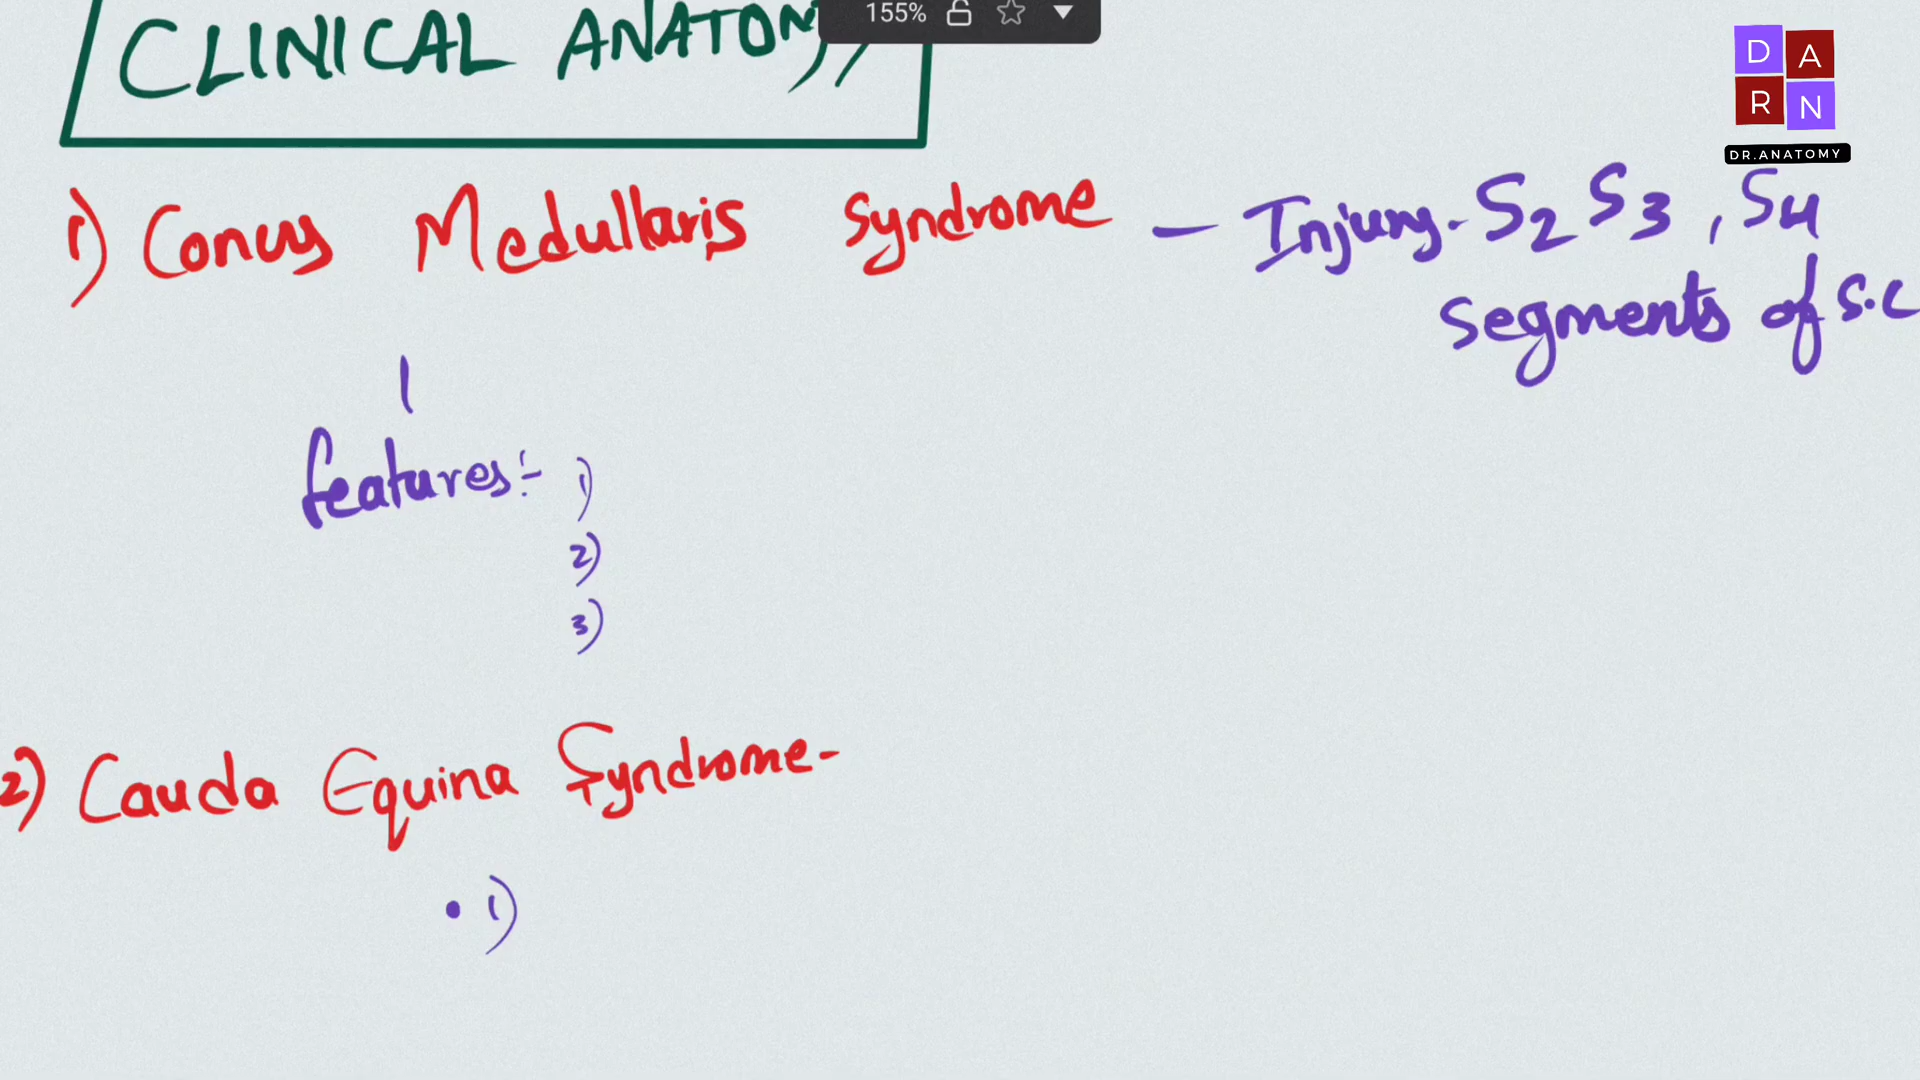 155%
CLINICAL ANATOMY
D A
R N
DR.ANATOMY
1) Conus Medullaris Syndrome — Injury. S2 S3, S4
segments of S.C
features:- 1)
2)
3)
2) Cauda Equina Syndrome-
• 1)